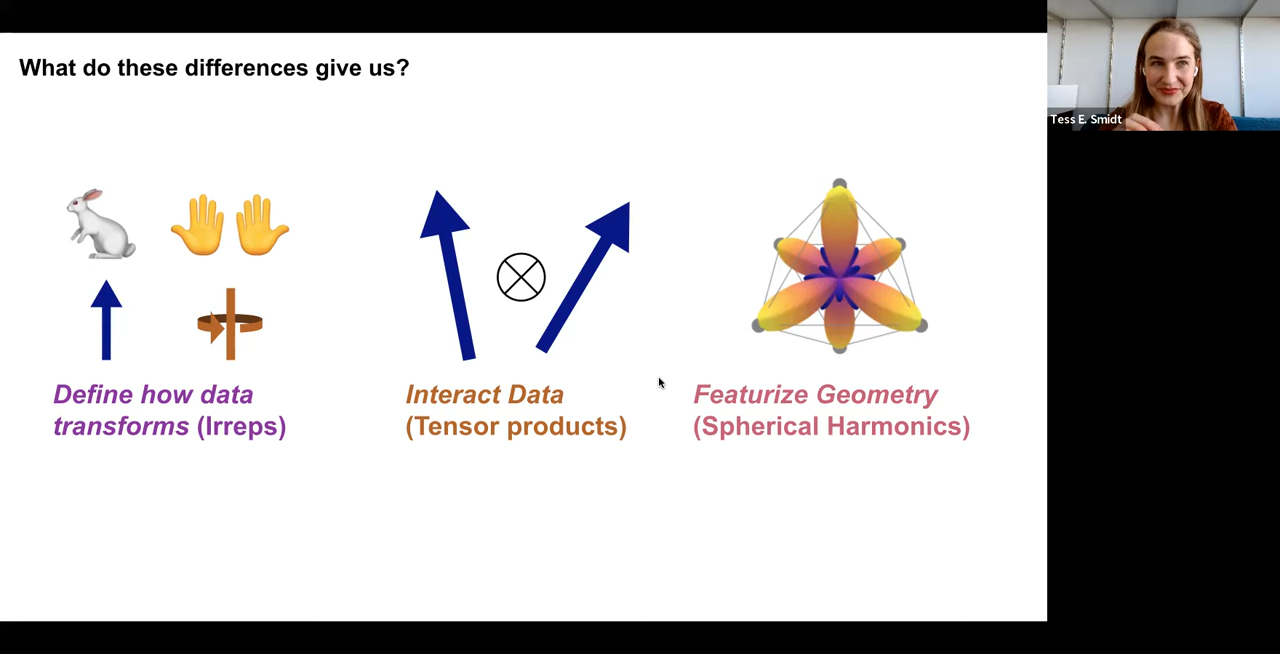 What do these differences give us?
Tess E. Smidt
Define how data
transforms (Irreps)
Interact Data
(Tensor products)
Featurize Geometry
(Spherical Harmonics)